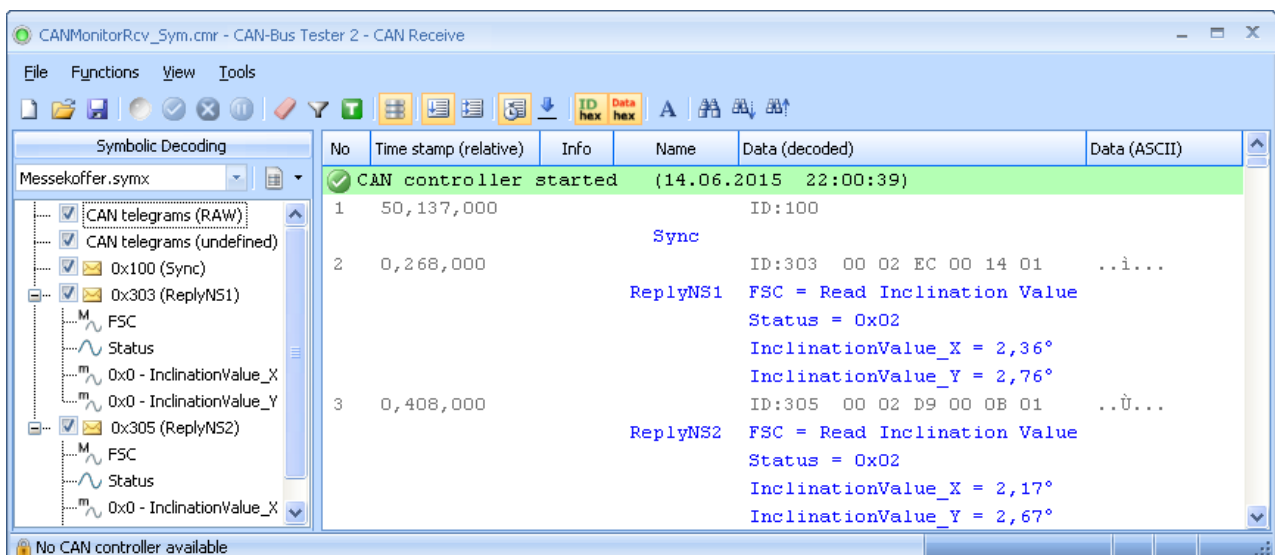 CANMonitorRcv_Sym.cmr - CAN-Bus Tester 2 - CAN Receive
File Functions View Tools
ID hex Data hex A
Symbolic Decoding
Messekoffer.symx
CAN telegrams (RAW)
CAN telegrams (undefined)
0x100 (Sync)
0x303 (ReplyNS1)
M FSC
Status
m 0x0 - InclinationValue_X
m 0x0 - InclinationValue_Y
0x305 (ReplyNS2)
M FSC
Status
m 0x0 - InclinationValue_X
No Time stamp (relative) Info Name Data (decoded) Data (ASCII)
CAN controller started (14.06.2015 22:00:39)
1 50,137,000 ID:100
Sync
2 0,268,000 ID:303 00 02 EC 00 14 01 ..ì...
ReplyNS1 FSC = Read Inclination Value
Status = 0x02
InclinationValue_X = 2,36°
InclinationValue_Y = 2,76°
3 0,408,000 ID:305 00 02 D9 00 0B 01 ..Ù...
ReplyNS2 FSC = Read Inclination Value
Status = 0x02
InclinationValue_X = 2,17°
InclinationValue_Y = 2,67°
No CAN controller available